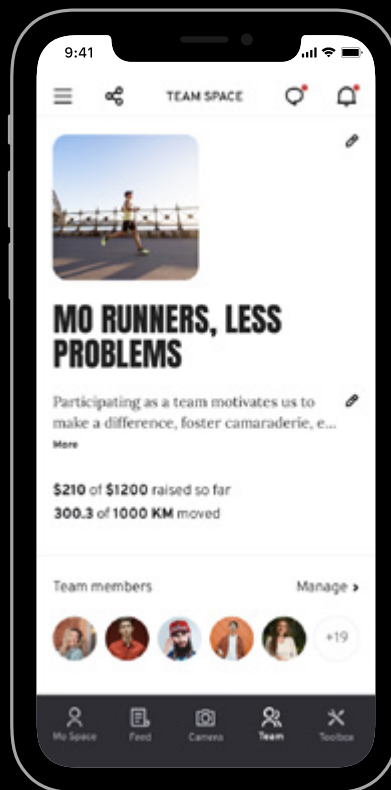 9:41
TEAM SPACE
MO RUNNERS, LESS
PROBLEMS
Participating as a team motivates us to
make a difference, foster camaraderie, e...
More
$210 of $1200 raised so far
300.3 of 1000 KM moved
Team members
Manage >
+19
Mo Space
Feed
Camera
Team
Toolbox